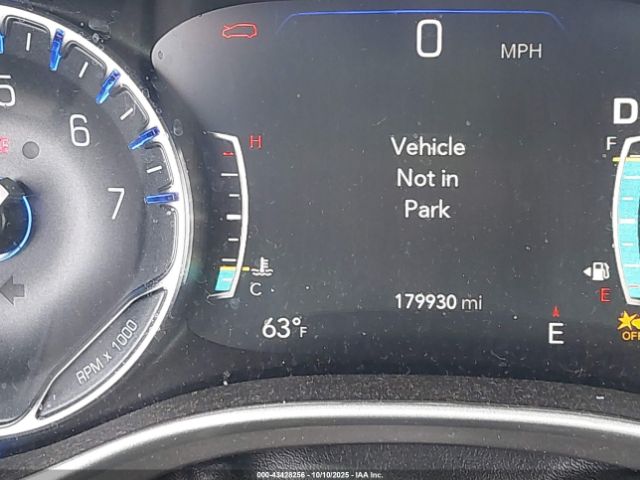 0 MPH
D
5
6
7
H
C
Vehicle
Not in
Park
F
E
179930 mi
63°F
E
OFF
RPM x 1000
000-43428256 - 10/10/2025 - IAA Inc.